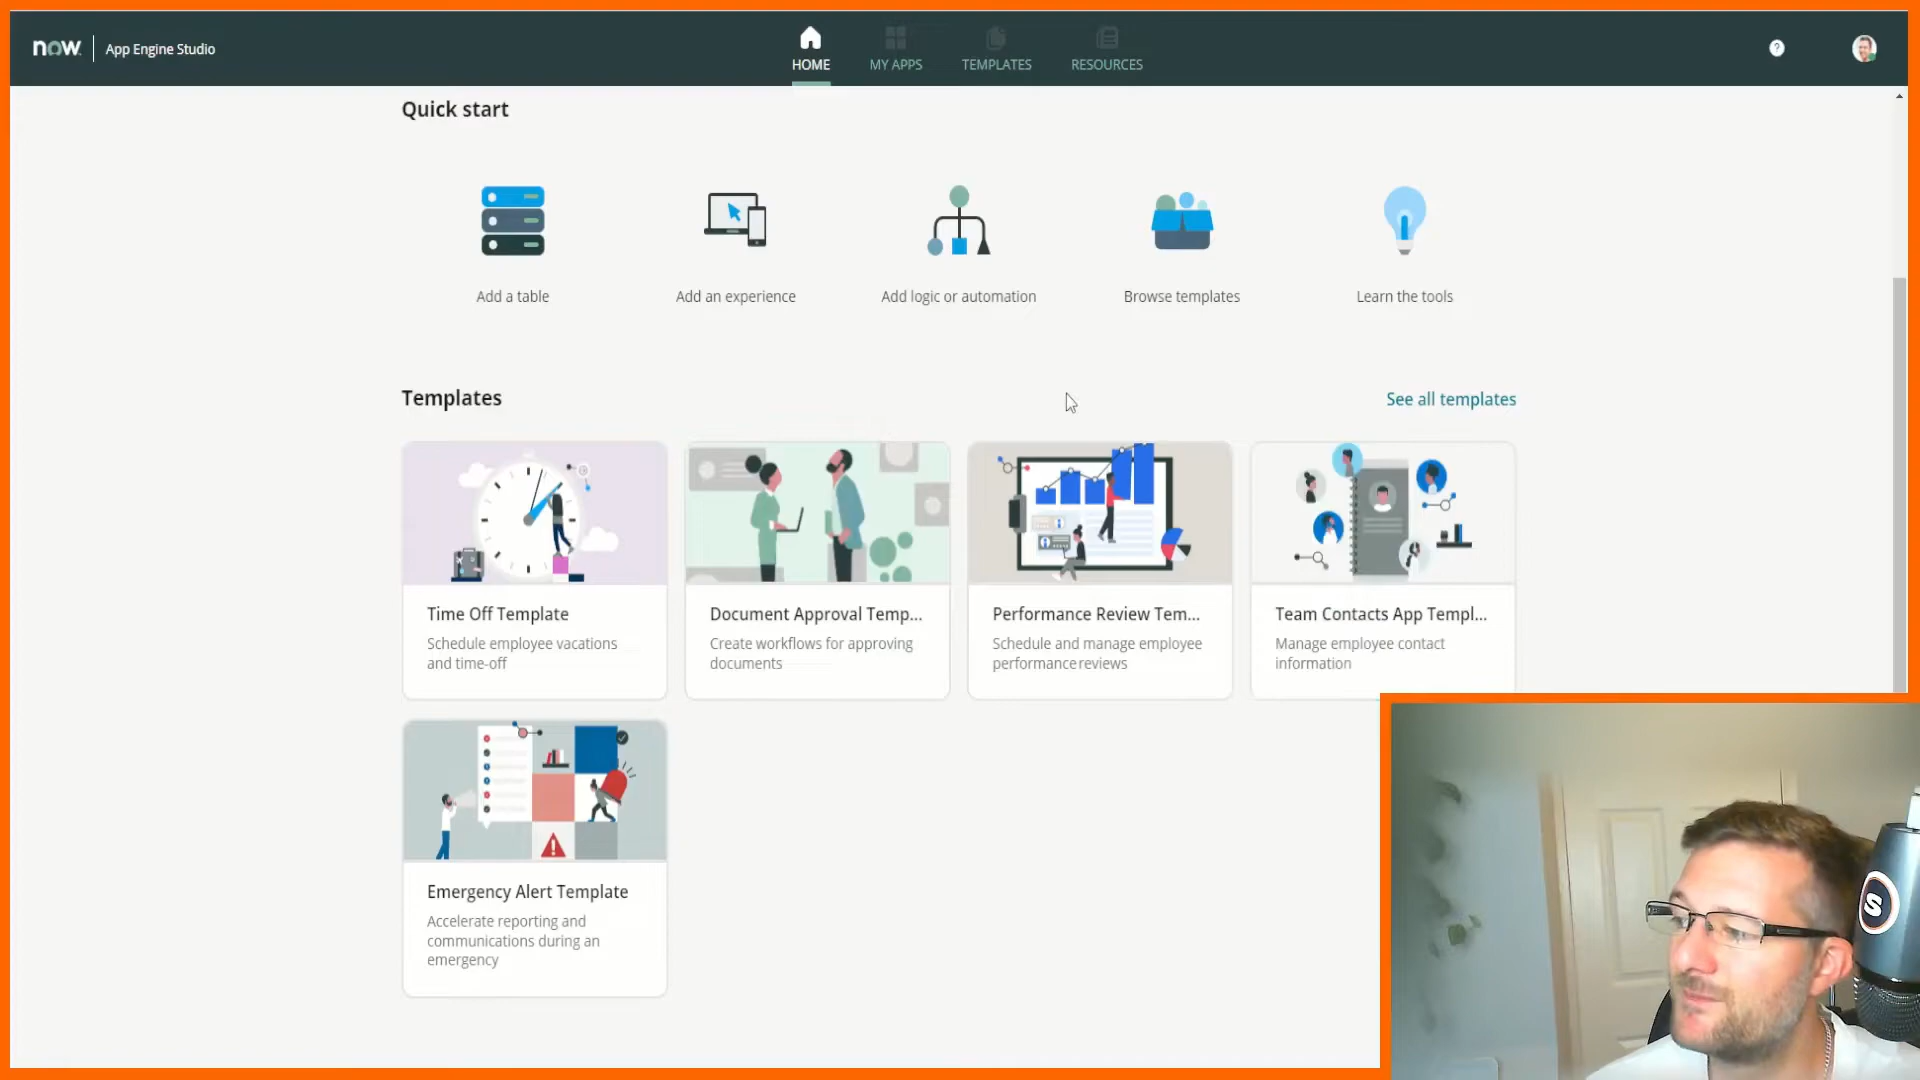 now
App Engine Studio
HOME
MY APPS
TEMPLATES
RESOURCES
?
Quick start
Add a table
Add an experience
Add logic or automation
Browse templates
Learn the tools
Templates
See all templates
Time Off Template
Schedule employee vacations
and time-off
Document Approval Temp...
Create workflows for approving
documents
Performance Review Tem...
Schedule and manage employee
performance reviews
Team Contacts App Templ...
Manage employee contact
information
Emergency Alert Template
Accelerate reporting and
communications during an
emergency
S